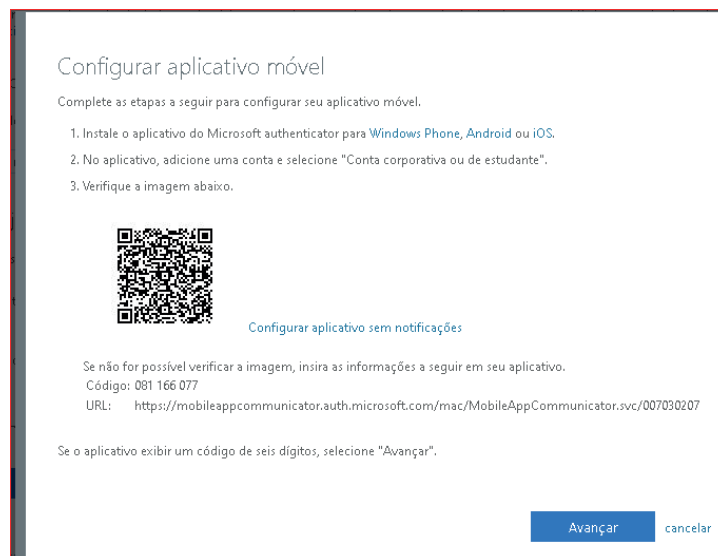 Configurar aplicativo móvel
Complete as etapas a seguir para configurar seu aplicativo móvel.
1. Instale o aplicativo do Microsoft authenticator para Windows Phone, Android ou iOS.
2. No aplicativo, adicione uma conta e selecione "Conta corporativa ou de estudante".
3. Verifique a imagem abaixo.
Configurar aplicativo sem notificações
Se não for possível verificar a imagem, insira as informações a seguir em seu aplicativo.
Código: 081 166 077
URL: https://mobileappcommunicator.auth.microsoft.com/mac/MobileAppCommunicator.svc/007030207
Se o aplicativo exibir um código de seis dígitos, selecione "Avançar".
Avançar cancelar